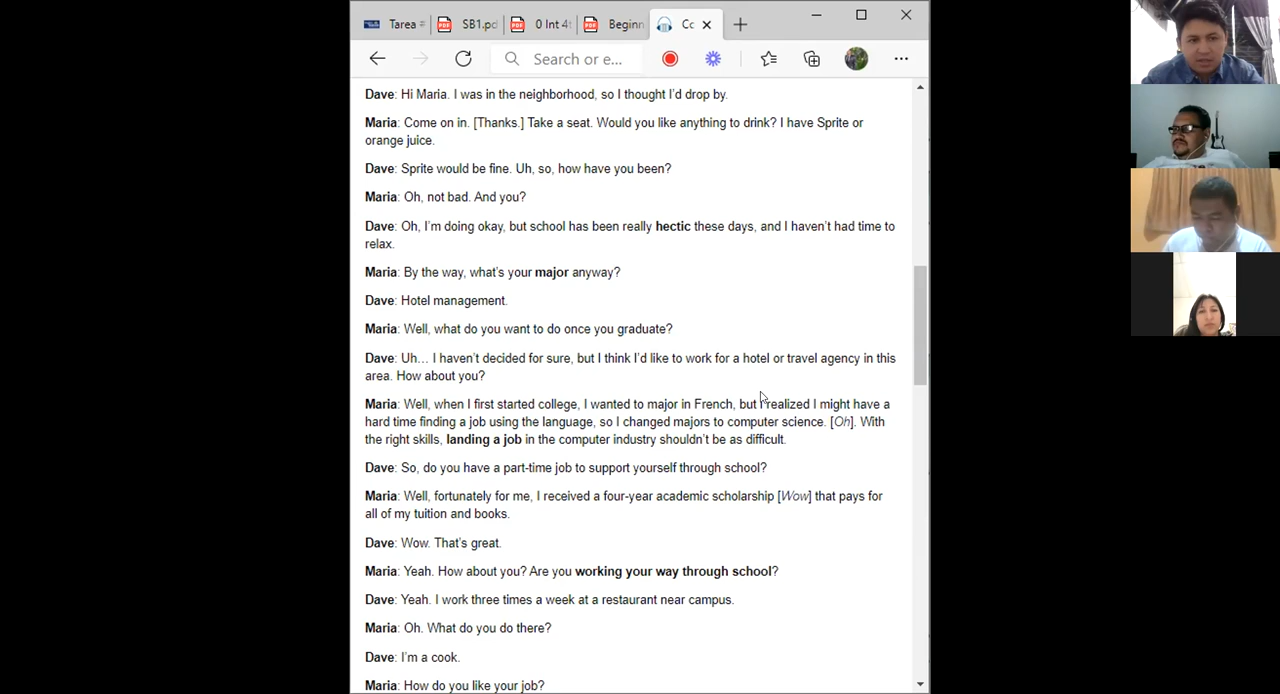 Tarea
SB1.pd
0 Int 4
Beginn
Cc
Search or e...
Dave: Hi Maria. I was in the neighborhood, so I thought I'd drop by.
Maria: Come on in. [Thanks.] Take a seat. Would you like anything to drink? I have Sprite or
orange juice.
Dave: Sprite would be fine. Uh, so, how have you been?
Maria: Oh, not bad. And you?
Dave: Oh, I'm doing okay, but school has been really hectic these days, and I haven't had time to
relax.
Maria: By the way, what's your major anyway?
Dave: Hotel management.
Maria: Well, what do you want to do once you graduate?
Dave: Uh… I haven't decided for sure, but I think I'd like to work for a hotel or travel agency in this
area. How about you?
Maria: Well, when I first started college, I wanted to major in French, but I realized I might have a
hard time finding a job using the language, so I changed majors to computer science. [Oh]. With
the right skills, landing a job in the computer industry shouldn't be as difficult.
Dave: So, do you have a part-time job to support yourself through school?
Maria: Well, fortunately for me, I received a four-year academic scholarship [Wow] that pays for
all of my tuition and books.
Dave: Wow. That's great.
Maria: Yeah. How about you? Are you working your way through school?
Dave: Yeah. I work three times a week at a restaurant near campus.
Maria: Oh. What do you do there?
Dave: I'm a cook.
Maria: How do you like your job?